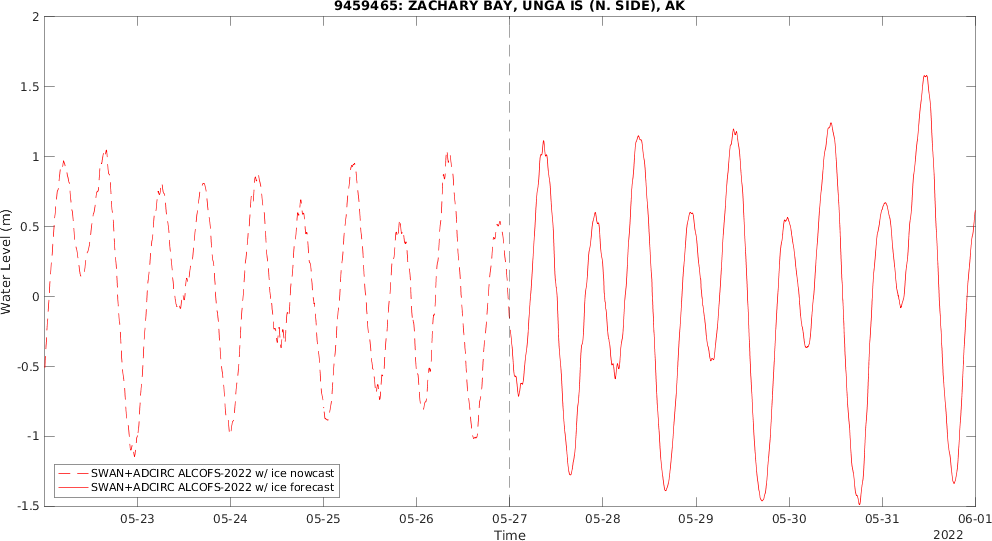 9459465: ZACHARY BAY, UNGA IS (N. SIDE), AK
2
1.5
1
0.5
0
-0.5
-1
-1.5
Water Level (m)
SWAN+ADCIRC ALCOFS-2022 w/ ice nowcast
SWAN+ADCIRC ALCOFS-2022 w/ ice forecast
05-23 05-24 05-25 05-26 05-27 05-28 05-29 05-30 05-31 06-01
Time
2022